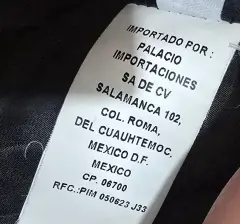 IMPORTADO POR :
PALACIO
IMPORTACIONES
SA DE CV
SALAMANCA 102,
COL. ROMA,
DEL CUAUHTEMOC,
MEXICO D.F.
MEXICO
CP. 06700
RFC.:PIM 050623 J33